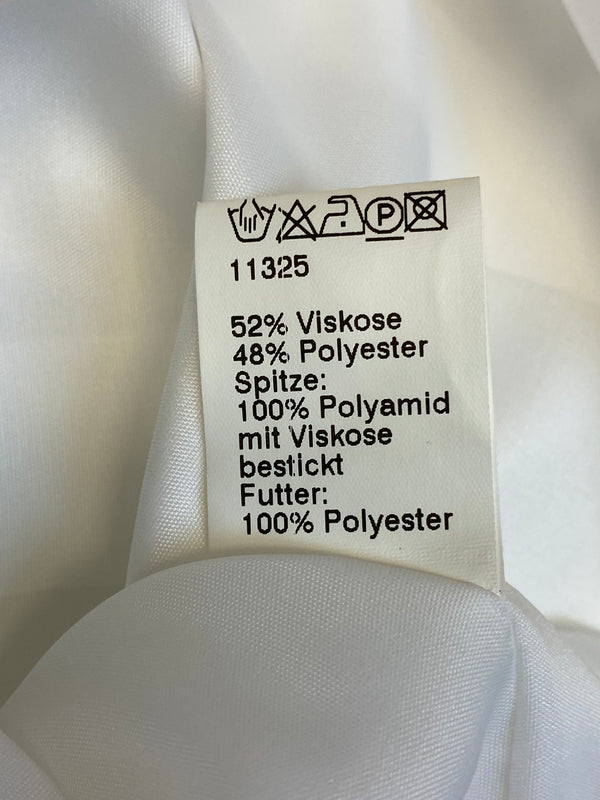 P
11325
52% Viskose
48% Polyester
Spitze:
100% Polyamid
mit Viskose
bestickt
Futter:
100% Polyester